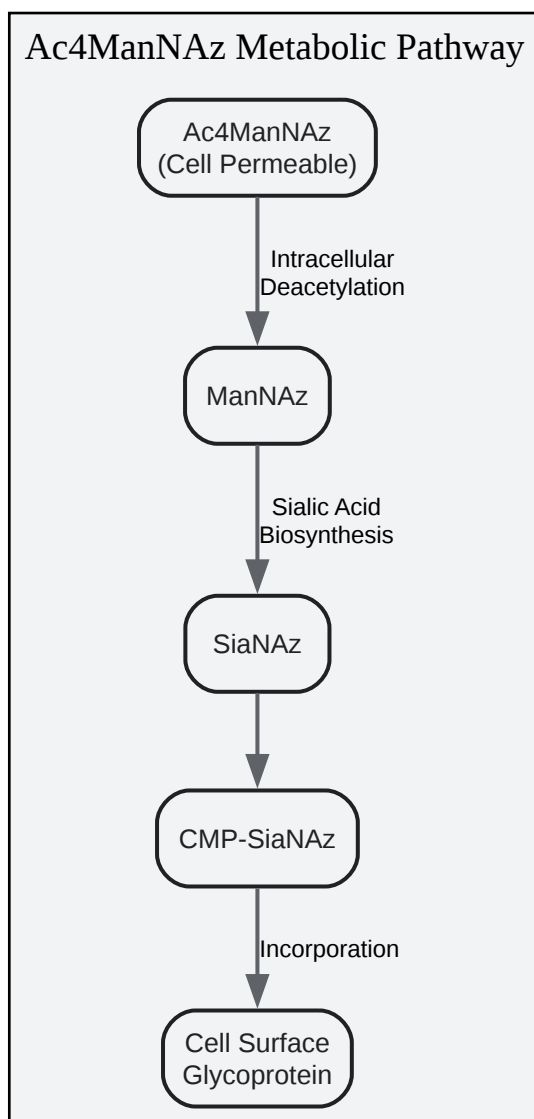 Ac4ManNAz Metabolic Pathway
Ac4ManNAz
(Cell Permeable)
Intracellular
Deacetylation
ManNAz
Sialic Acid
Biosynthesis
SiaNAz
CMP-SiaNAz
Incorporation
Cell Surface
Glycoprotein